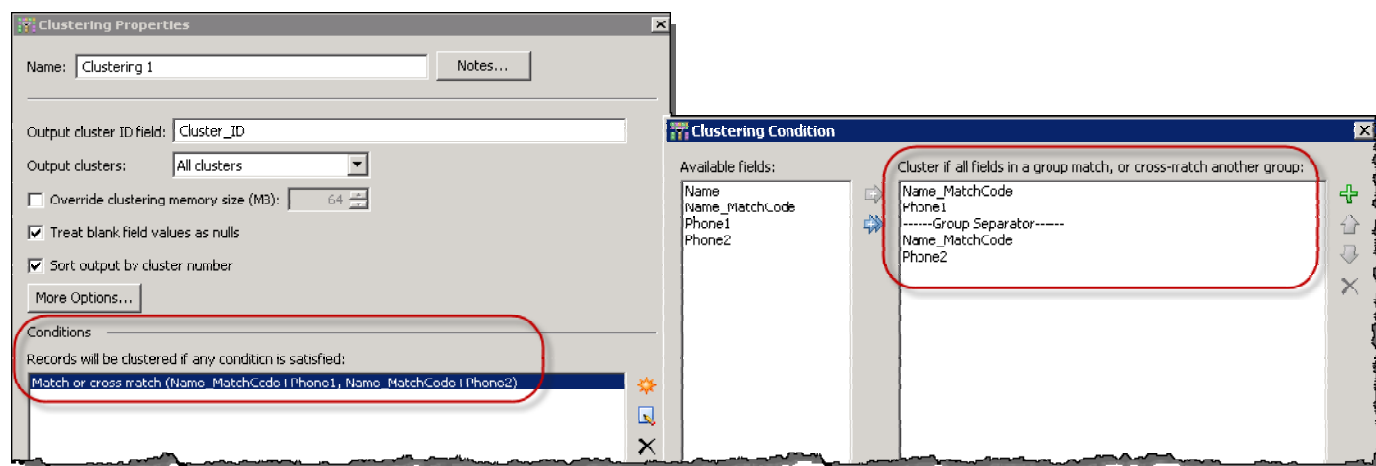 Clustering Properties
Name: Clustering 1 Notes...
Output cluster ID field: Cluster_ID
Output clusters: All clusters
Override clustering memory size (MB): 64
Treat blank field values as nulls
Sort output by cluster number
More Options...
Conditions
Records will be clustered if any condition is satisfied:
Match or cross match (Name_MatchCode+Phone1, Name_MatchCode+Phone2)
Clustering Condition
Available fields:
Name
Name_MatchCode
Phone1
Phone2
Cluster if all fields in a group match, or cross-match another group:
Name_MatchCode
Phone1
------Group Separator------
Name_MatchCode
Phone2